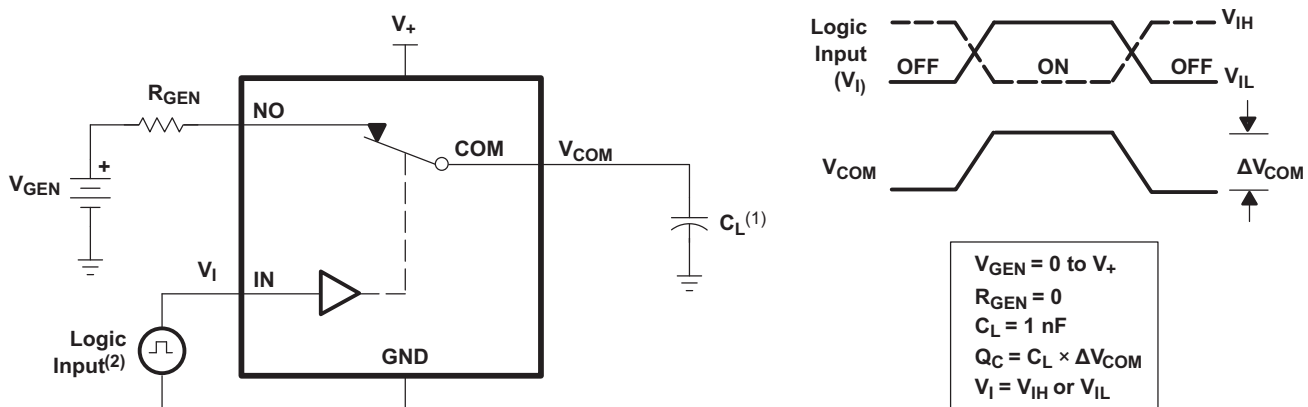 V+
RGEN
NO
COM
VCOM
+
VGEN
CL(1)
VI
IN
Logic
Input(2)
GND
Logic
Input
(VI)
OFF
ON
OFF
VIH
VIL
VCOM
ΔVCOM
VGEN = 0 to V+
RGEN = 0
CL = 1 nF
QC = CL × ΔVCOM
VI = VIH or VIL